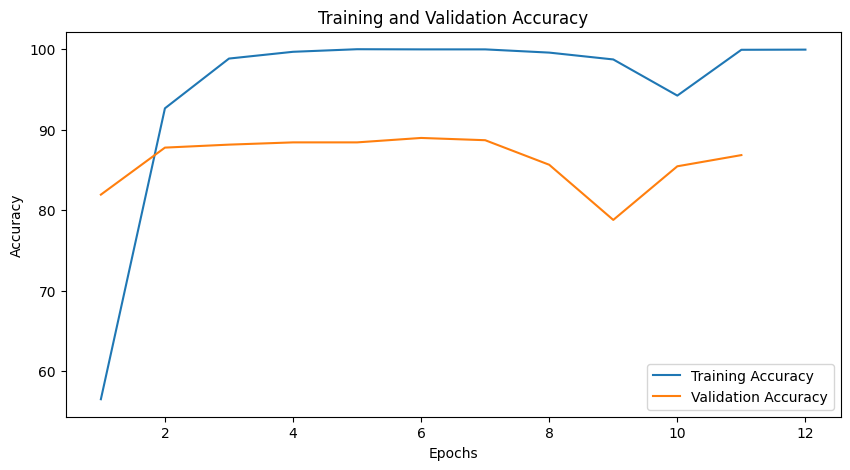 Training and Validation Accuracy
Accuracy
100
90
80
70
60
2 4 6 8 10 12
Epochs
Training Accuracy
Validation Accuracy